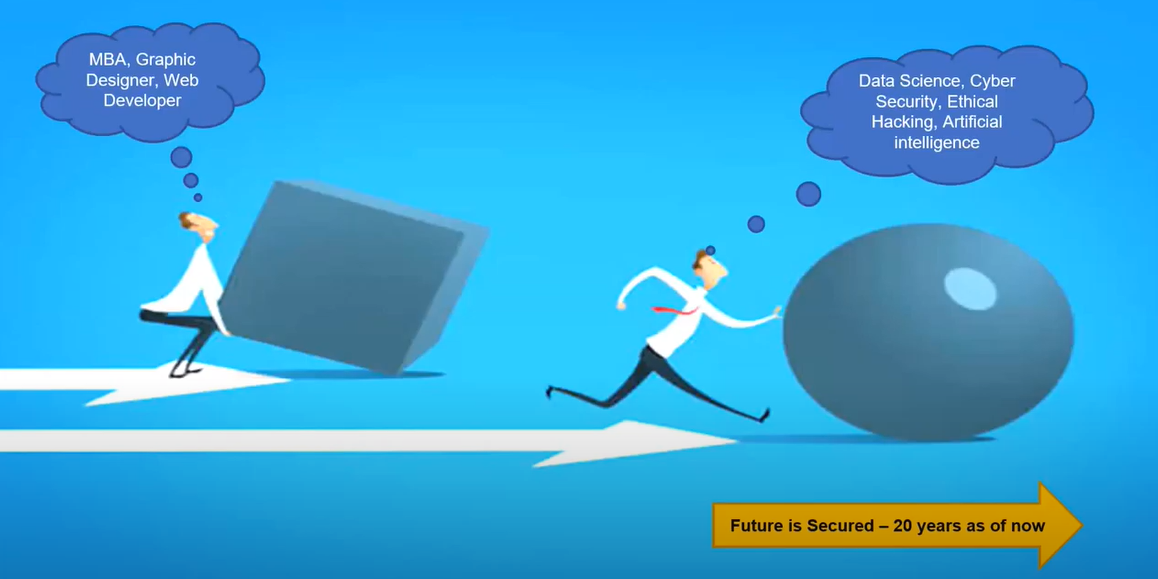 MBA, Graphic
Designer, Web
Developer
Data Science, Cyber
Security, Ethical
Hacking, Artificial
intelligence
Future is Secured – 20 years as of now